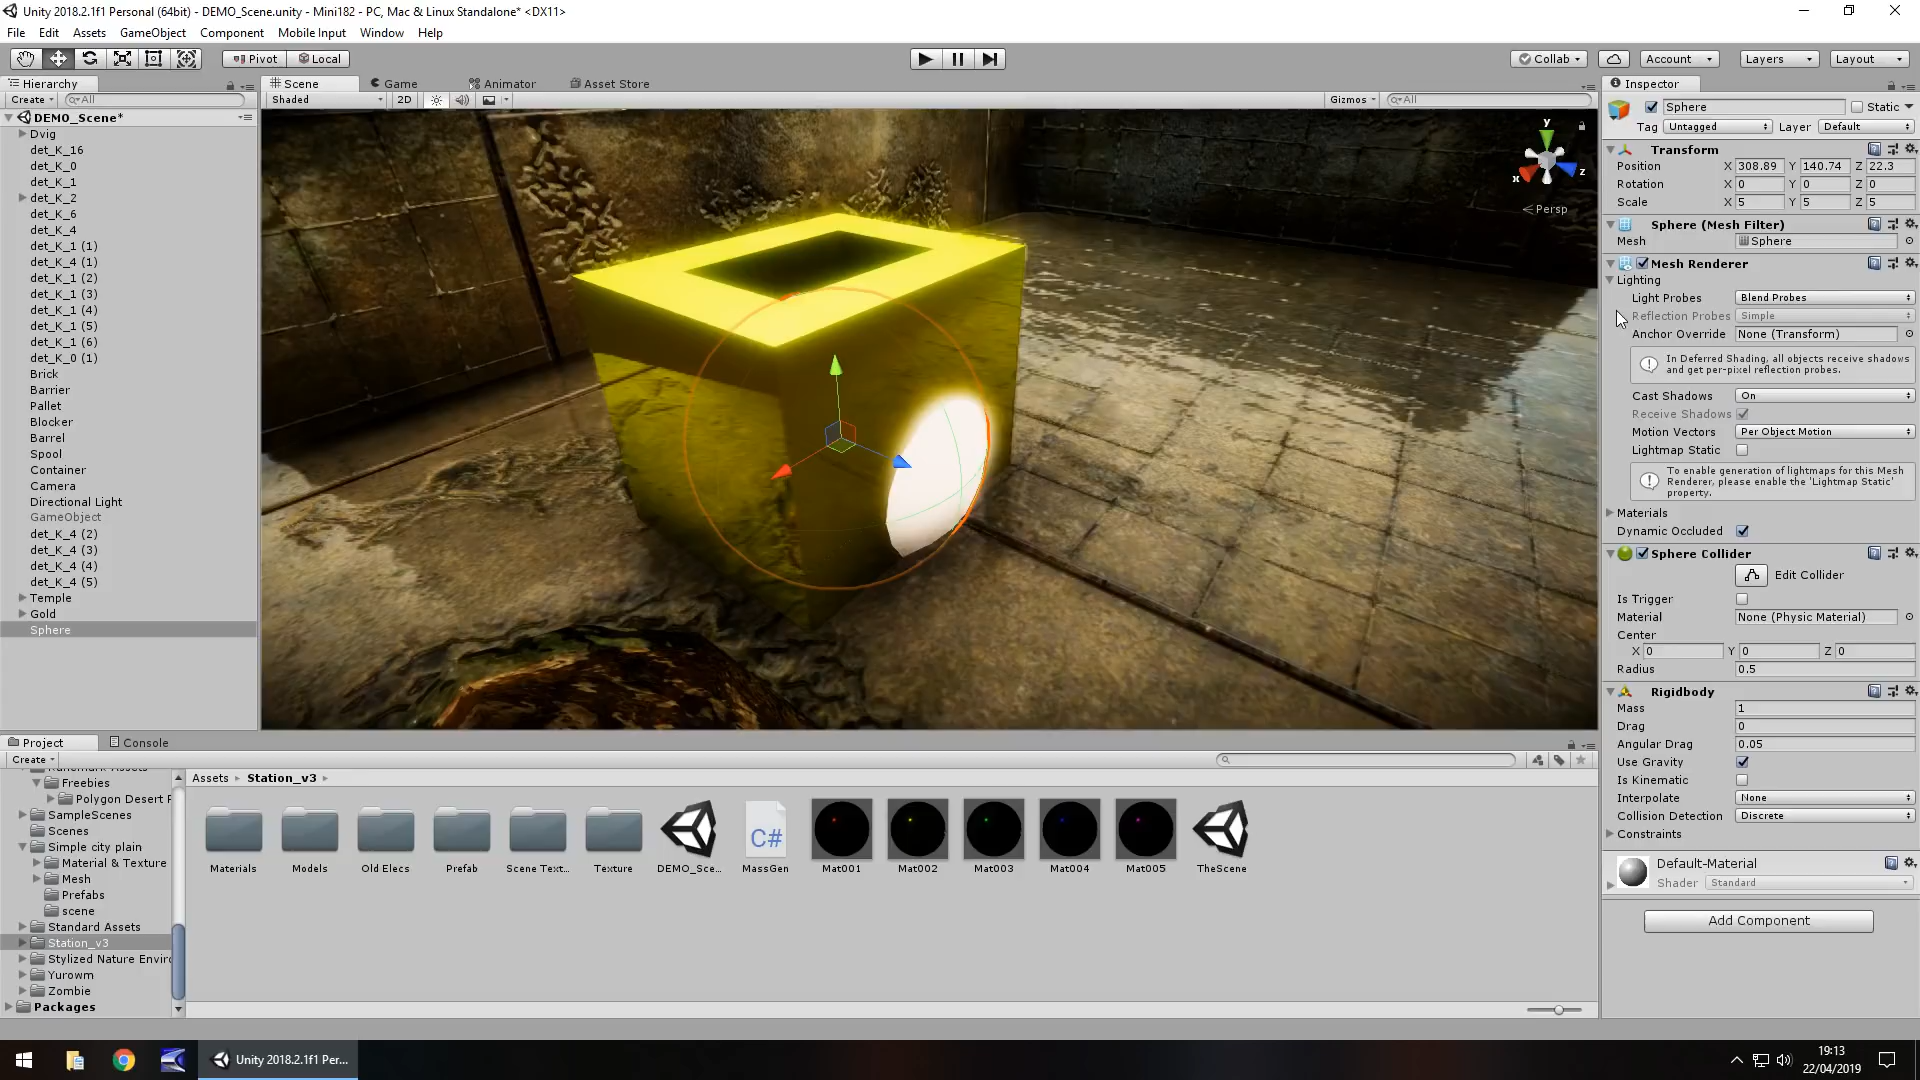 Unity 2018.2.1f1 Personal (64bit) - DEMO_Scene.unity - Mini182 - PC, Mac & Linux Standalone* <DX11>
File Edit Assets GameObject Component Mobile Input Window Help
Pivot Local Collab Account Layers Layout
Hierarchy
Create All
DEMO_Scene*
Dvig
det_K_16
det_K_0
det_K_1
det_K_2
det_K_6
det_K_4
det_K_1 (1)
det_K_4 (1)
det_K_1 (2)
det_K_1 (3)
det_K_1 (4)
det_K_1 (5)
det_K_1 (6)
det_K_0 (1)
Brick
Barrier
Pallet
Blocker
Barrel
Spool
Container
Camera
Directional Light
GameObject
det_K_4 (2)
det_K_4 (3)
det_K_4 (4)
det_K_4 (5)
Temple
Gold
Sphere
Scene Game Animator Asset Store
Shaded 2D Gizmos All
y
x z
Persp
Inspector
Sphere Static
Tag Untagged Layer Default
Transform
Position X 308.89 Y 140.74 Z 22.3
Rotation X 0 Y 0 Z 0
Scale X 5 Y 5 Z 5
Sphere (Mesh Filter)
Mesh Sphere
Mesh Renderer
Lighting
Light Probes Blend Probes
Reflection Probes Simple
Anchor Override None (Transform)
In Deferred Shading, all objects receive shadows
and get per-pixel reflection probes.
Cast Shadows On
Receive Shadows
Motion Vectors Per Object Motion
Lightmap Static
To enable generation of lightmaps for this Mesh
Renderer, please enable the 'Lightmap Static'
property.
Materials
Dynamic Occluded
Sphere Collider
Edit Collider
Is Trigger
Material None (Physic Material)
Center
X 0 Y 0 Z 0
Radius 0.5
Rigidbody
Mass 1
Drag 0
Angular Drag 0.05
Use Gravity
Is Kinematic
Interpolate None
Collision Detection Discrete
Constraints
Default-Material
Shader Standard
Add Component
Project Console
Create
Freebies
Polygon Desert
SampleScenes
Scenes
Simple city plain
Material & Texture
Mesh
Prefabs
scene
Standard Assets
Station_v3
Stylized Nature Envir
Yurowm
Zombie
Packages
Assets Station_v3
C#
Materials Models Old Elecs Prefab Scene Text... Texture DEMO_Sce... MassGen Mat001 Mat002 Mat003 Mat004 Mat005 TheScene
Unity 2018.2.1f1 Per...
19:13
22/04/2019